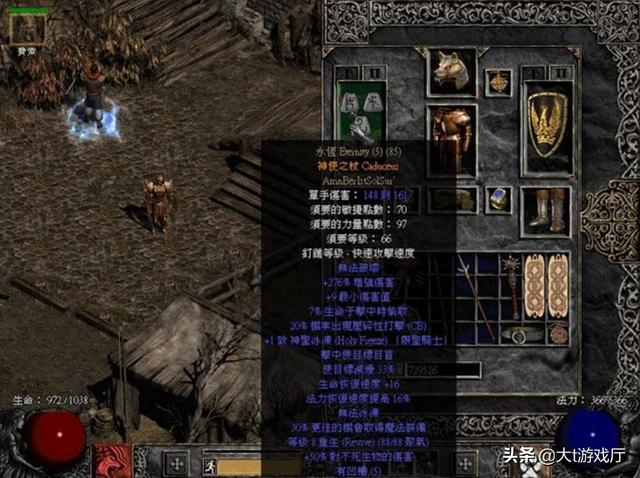 費索
永恆 Eternity (5) (85)
神使之杖 Caduceus
AmnBerIstSolSur'
單手傷害： 148 到 161
須要的敏捷點數： 70
須要的力量點數： 97
須要等級： 66
釘鎚等級 - 快速攻擊速度
無法破壞
+276% 增強傷害
+9 最小傷害值
7% 生命于擊中時偷取
20% 機率出現壓碎性打擊 (CB)
+1 致 神聖冰凍 (Holy Freeze) （限聖騎士）
擊中使目標目盲
使目標減慢 33%
生命恢復速度 +16
法力恢復速度提高 16%
無法冰凍
30% 更佳的機會取得魔法裝備
等級 8 重生 (Revive) (88/88 聚氣)
+50% 對不死生物的傷害
有凹槽 (5)
729526
生命： 972/1038
法力： 366/366
头条 @大t游戏厅